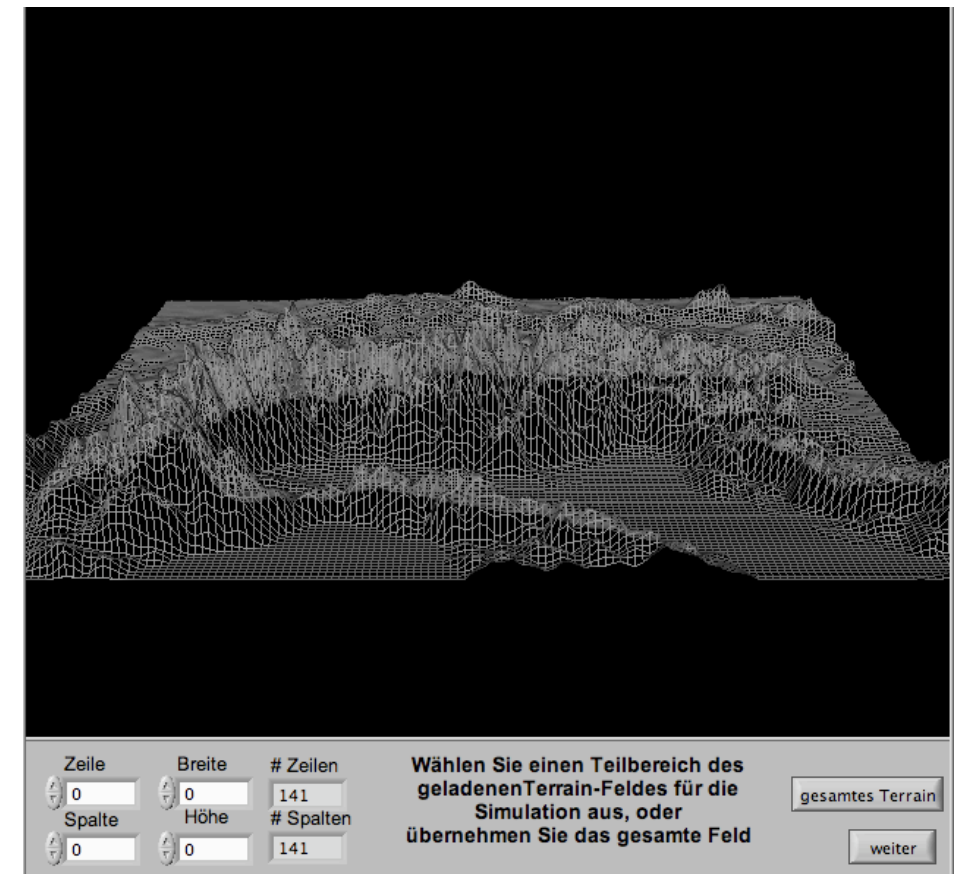 Zeile
0
Spalte
0
Breite
0
Höhe
0
# Zeilen
141
# Spalten
141
Wählen Sie einen Teilbereich des
geladenenTerrain-Feldes für die
Simulation aus, oder
übernehmen Sie das gesamte Feld
gesamtes Terrain
weiter